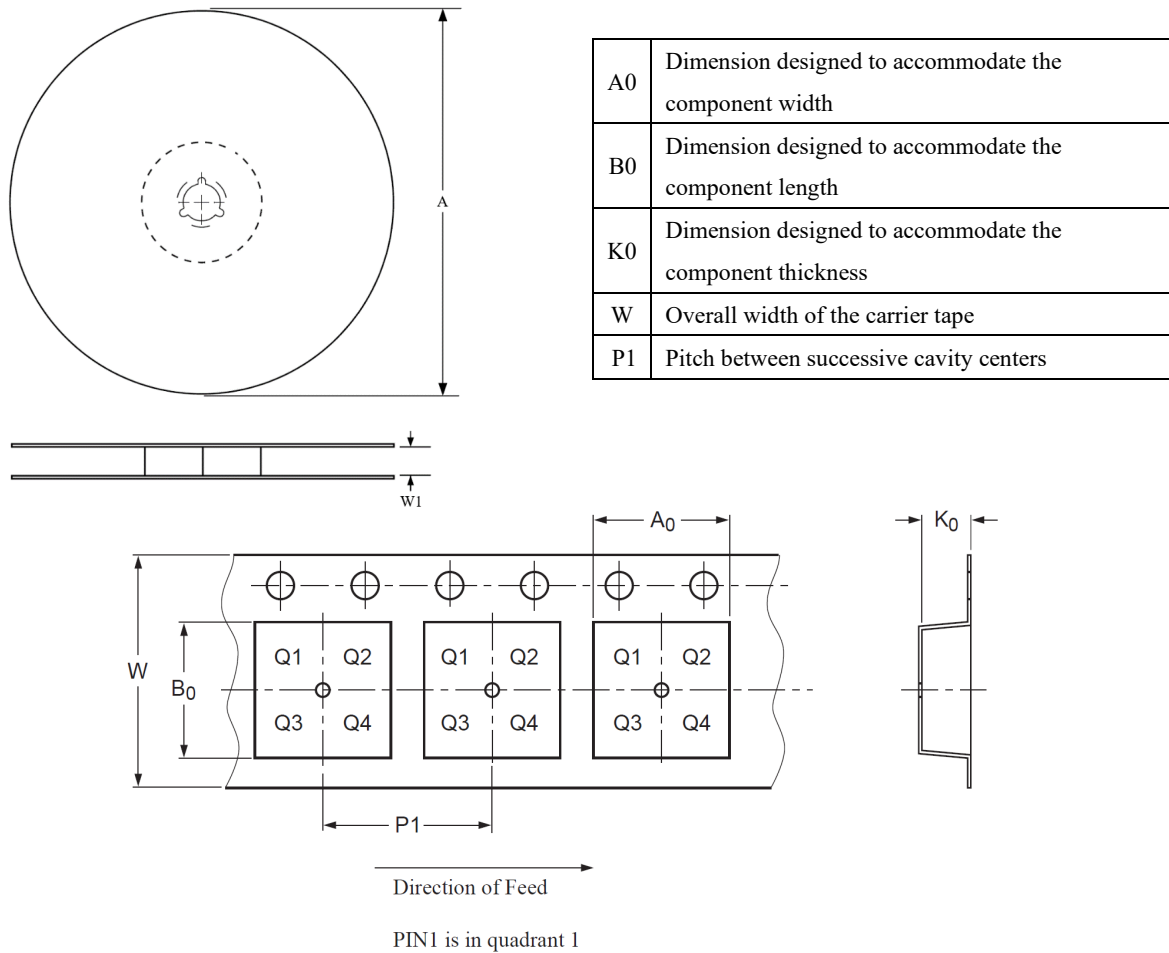 A
A0 Dimension designed to accommodate the
component width
B0 Dimension designed to accommodate the
component length
K0 Dimension designed to accommodate the
component thickness
W Overall width of the carrier tape
P1 Pitch between successive cavity centers
W1
A0
K0
W
B0
Q1 Q2 Q1 Q2 Q1 Q2
Q3 Q4 Q3 Q4 Q3 Q4
P1
Direction of Feed
PIN1 is in quadrant 1